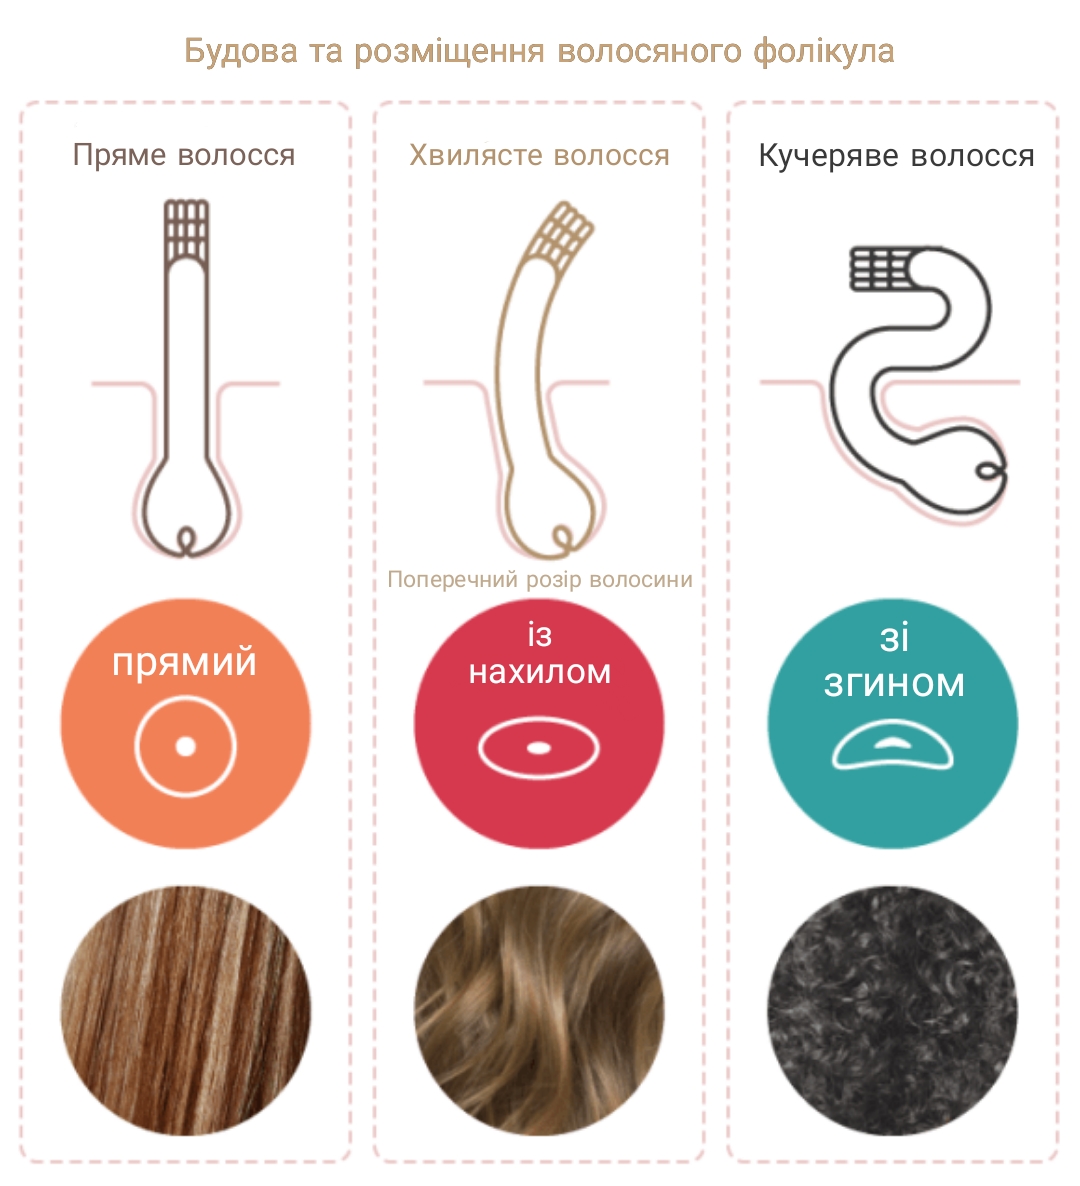 Будова та розміщення волосяного фолікула
Пряме волосся
Хвилясте волосся
Кучеряве волосся
Поперечний розір волосини
прямий
із
нахилом
зі
згином